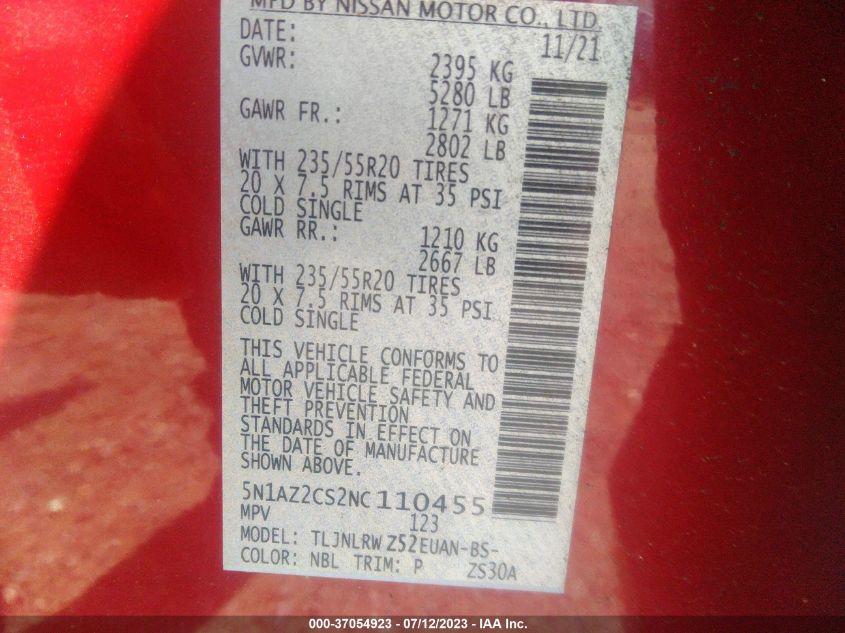 MFD BY NISSAN MOTOR CO., LTD.
DATE: 11/21
GVWR: 2395 KG
5280 LB
GAWR FR.: 1271 KG
2802 LB
WITH 235/55R20 TIRES
20 X 7.5 RIMS AT 35 PSI
COLD SINGLE
GAWR RR.: 1210 KG
2667 LB
WITH 235/55R20 TIRES
20 X 7.5 RIMS AT 35 PSI
COLD SINGLE
THIS VEHICLE CONFORMS TO
ALL APPLICABLE FEDERAL
MOTOR VEHICLE SAFETY AND
THEFT PREVENTION
STANDARDS IN EFFECT ON
THE DATE OF MANUFACTURE
SHOWN ABOVE.
5N1AZ2CS2NC110455
MPV 123
MODEL: TLJNLRW Z52EUAN-BS-
COLOR: NBL TRIM: P ZS30A
000-37054923 - 07/12/2023 - IAA Inc.